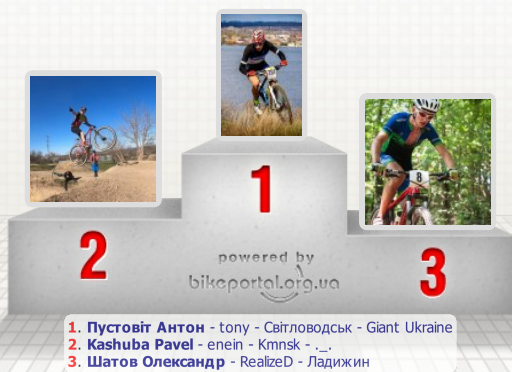 1
2
3
8
powered by
bikeportal.org.ua
1. Пустовіт Антон - tony - Світловодськ - Giant Ukraine
2. Kashuba Pavel - enein - Kmnsk - ._.
3. Шатов Олександр - RealizeD - Ладижин